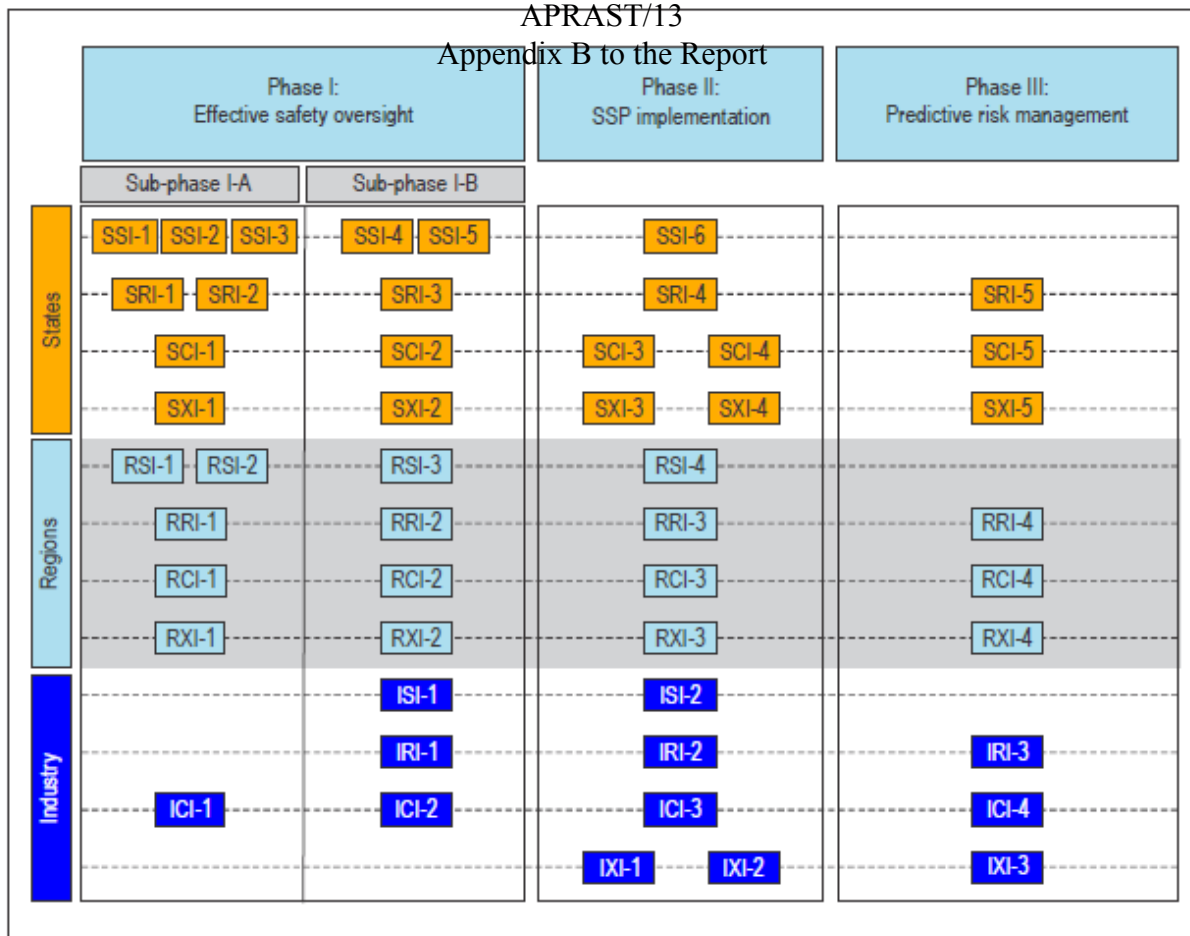 APRAST/13
Appendix B to the Report
Phase I:
Effective safety oversight
Phase II:
SSP implementation
Phase III:
Predictive risk management
Sub-phase I-A
Sub-phase I-B
States
SSI-1 SSI-2 SSI-3 SSI-4 SSI-5 SSI-6
SRI-1 SRI-2 SRI-3 SRI-4 SRI-5
SCI-1 SCI-2 SCI-3 SCI-4 SCI-5
SXI-1 SXI-2 SXI-3 SXI-4 SXI-5
Regions
RSI-1 RSI-2 RSI-3 RSI-4
RRI-1 RRI-2 RRI-3 RRI-4
RCI-1 RCI-2 RCI-3 RCI-4
RXI-1 RXI-2 RXI-3 RXI-4
Industry
ISI-1 ISI-2
IRI-1 IRI-2 IRI-3
ICI-1 ICI-2 ICI-3 ICI-4
IXI-1 IXI-2 IXI-3